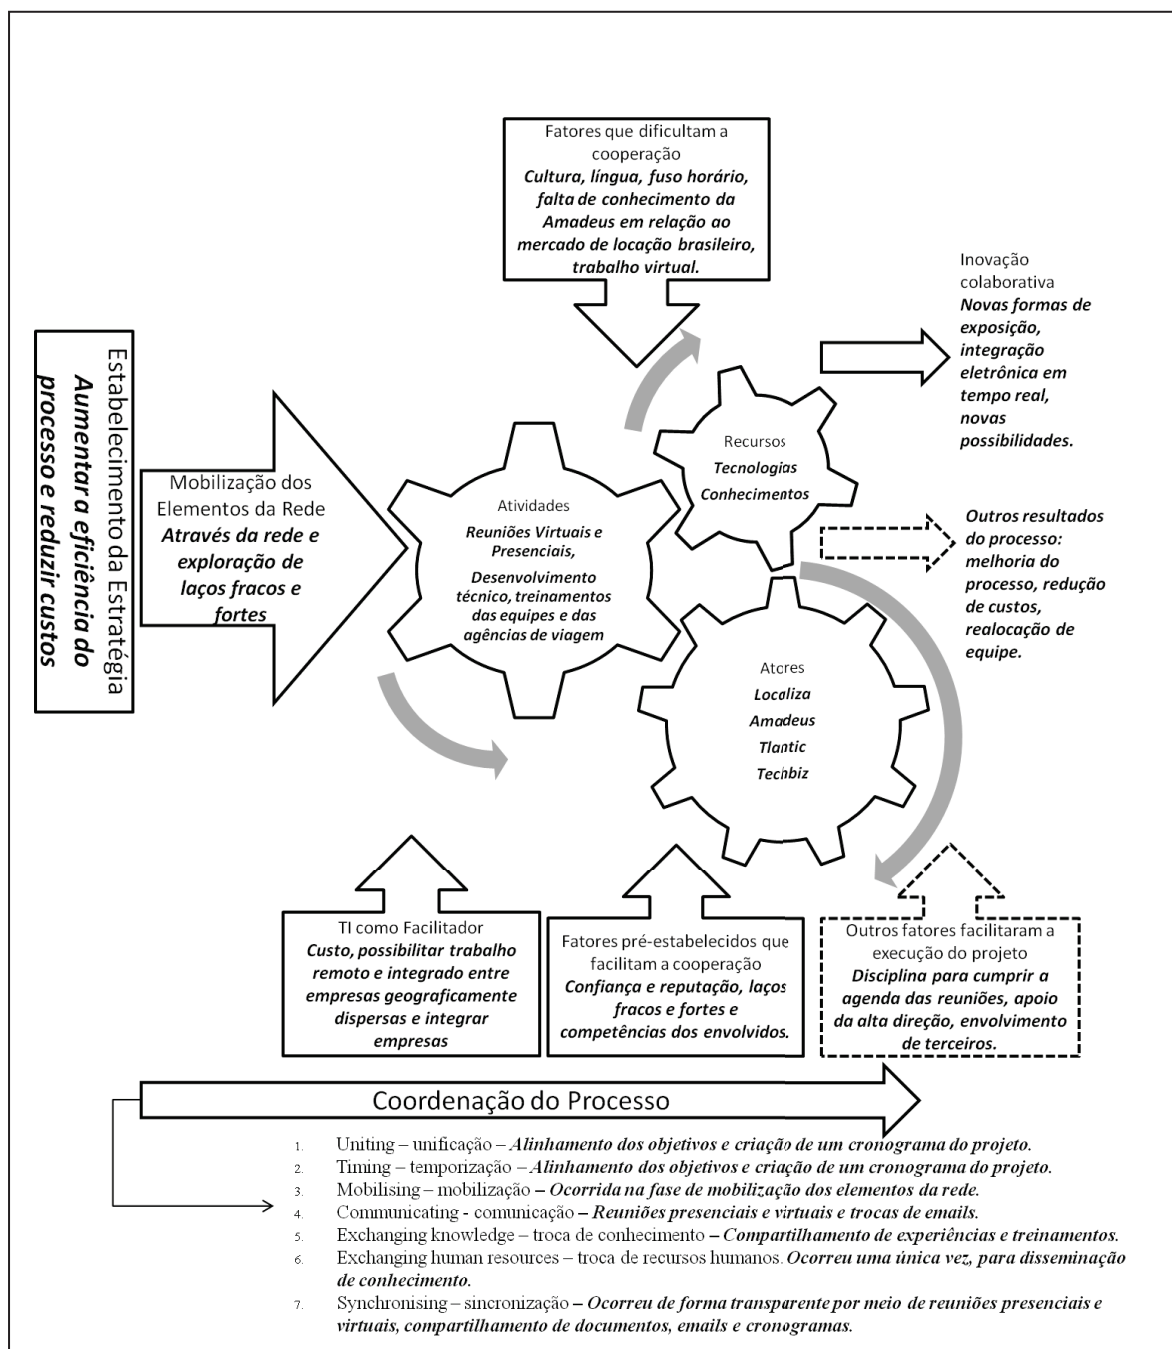 Fatores que dificultam a
cooperação
Cultura, língua, fuso horário,
falta de conhecimento da
Amadeus em relação ao
mercado de locação brasileiro,
trabalho virtual.
Inovação
colaborativa
Novas formas de
exposição,
integração
eletrônica em
tempo real,
novas
possibilidades.
Estabelecimento da Estratégia
Aumentar a eficiência do
processo e reduzir custos
Mobilização dos
Elementos da Rede
Através da rede e
exploração de
laços fracos e
fortes
Atividades
Reuniões Virtuais e
Presenciais,
Desenvolvimento
técnico, treinamentos
das equipes e das
agências de viagem
Recursos
Tecnologias
Conhecimentos
Outros resultados
do processo:
melhoria do
processo, redução
de custos,
realocação de
equipe.
Atores
Localiza
Amadeus
Tlantic
Techbiz
TI como Facilitador
Custo, possibilitar trabalho
remoto e integrado entre
empresas geograficamente
dispersas e integrar
empresas
Fatores pré-estabelecidos que
facilitam a cooperação
Confiança e reputação, laços
fracos e fortes e
competências dos envolvidos.
Outros fatores facilitaram a
execução do projeto
Disciplina para cumprir a
agenda das reuniões, apoio
da alta direção, envolvimento
de terceiros.
Coordenação do Processo
1. Uniting – unificação – Alinhamento dos objetivos e criação de um cronograma do projeto.
2. Timing – temporização – Alinhamento dos objetivos e criação de um cronograma do projeto.
3. Mobilising – mobilização – Ocorrida na fase de mobilização dos elementos da rede.
4. Communicating - comunicação – Reuniões presenciais e virtuais e trocas de emails.
5. Exchanging knowledge – troca de conhecimento – Compartilhamento de experiências e treinamentos.
6. Exchanging human resources – troca de recursos humanos. Ocorreu uma única vez, para disseminação
de conhecimento.
7. Synchronising – sincronização – Ocorreu de forma transparente por meio de reuniões presenciais e
virtuais, compartilhamento de documentos, emails e cronogramas.